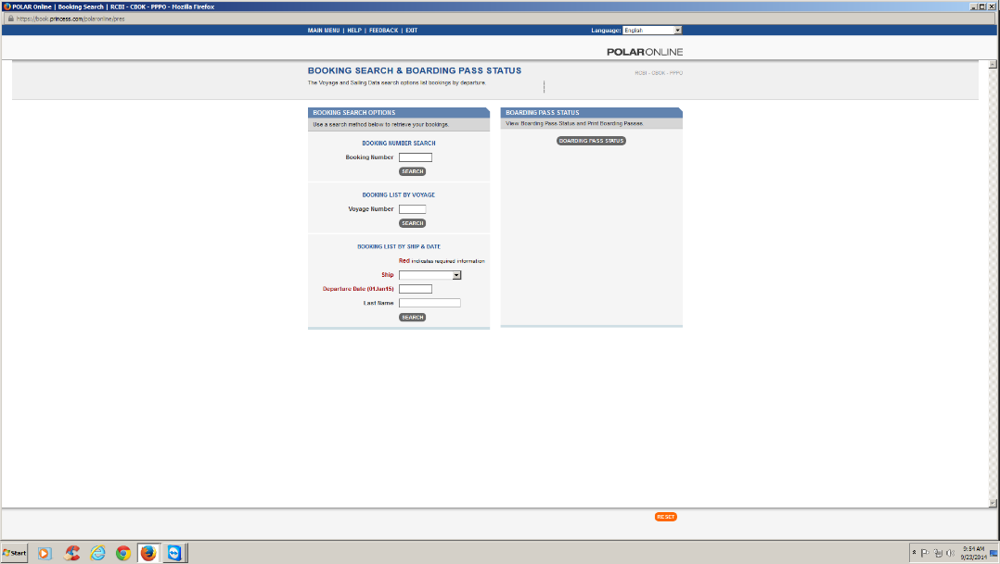 POLAR Online | Booking Search | RCBI - CBOK - PPPO - Mozilla Firefox
https://book.princess.com/polaronline/pres
MAIN MENU | HELP | FEEDBACK | EXIT
Language: English
POLARONLINE
BOOKING SEARCH & BOARDING PASS STATUS
RCBI - CBOK - PPPO
The Voyage and Sailing Data search options list bookings by departure.
BOOKING SEARCH OPTIONS
Use a search method below to retrieve your bookings.
BOOKING NUMBER SEARCH
Booking Number
SEARCH
BOOKING LIST BY VOYAGE
Voyage Number
SEARCH
BOOKING LIST BY SHIP & DATE
Red indicates required information
Ship
Departure Date (01Jan15)
Last Name
SEARCH
BOARDING PASS STATUS
View Boarding Pass Status and Print Boarding Passes.
BOARDING PASS STATUS
RESET
Start
9:54 AM
9/23/2014